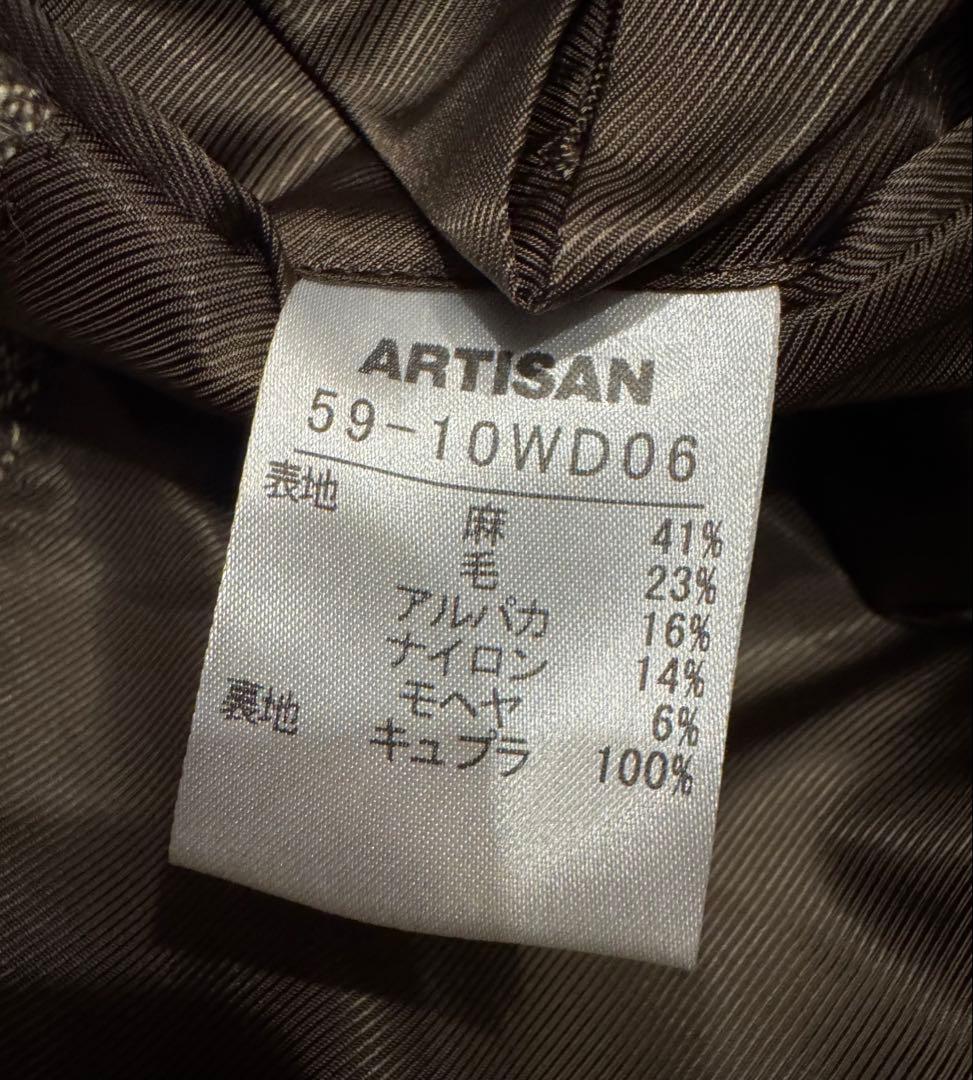 ARTISAN
59-10WD06
表地
麻 41%
毛 23%
アルパカ 16%
ナイロン 14%
モヘヤ 6%
裏地 キュプラ 100%